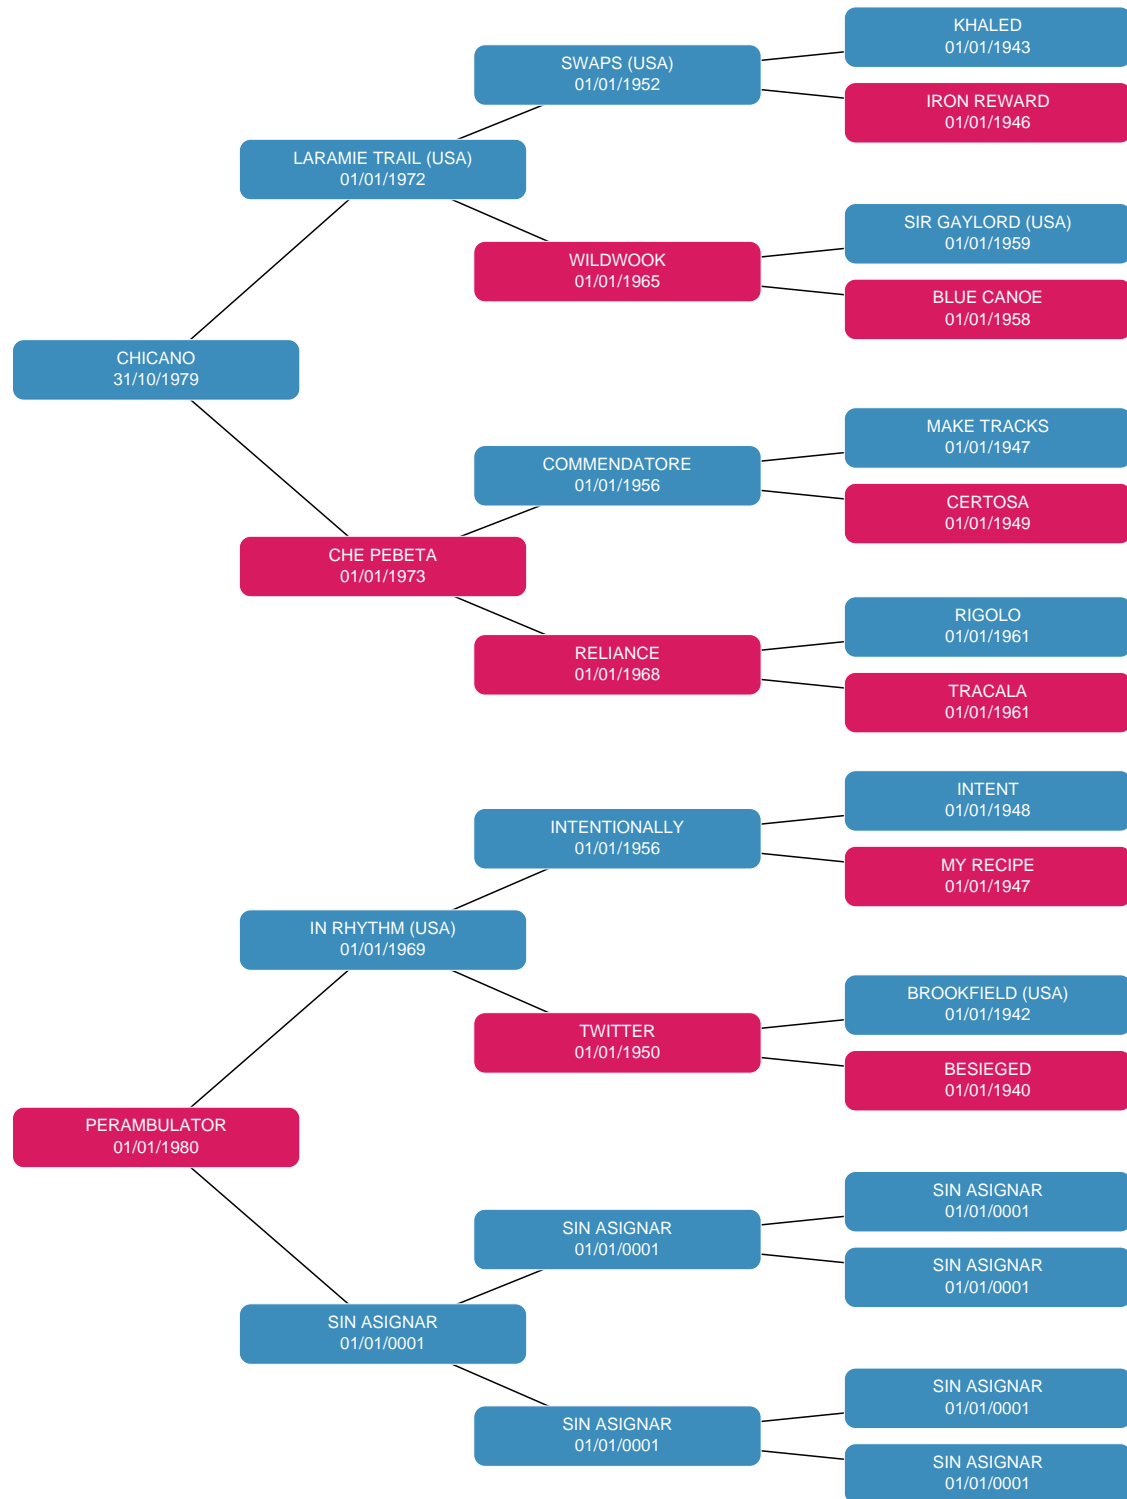 KHALED
01/01/1943
SWAPS (USA)
01/01/1952
IRON REWARD
01/01/1946
LARAMIE TRAIL (USA)
01/01/1972
SIR GAYLORD (USA)
01/01/1959
WILDWOOK
01/01/1965
BLUE CANOE
01/01/1958
CHICANO
31/10/1979
MAKE TRACKS
01/01/1947
COMMENDATORE
01/01/1956
CERTOSA
01/01/1949
CHE PEBETA
01/01/1973
RIGOLO
01/01/1961
RELIANCE
01/01/1968
TRACALA
01/01/1961
INTENT
01/01/1948
INTENTIONALLY
01/01/1956
MY RECIPE
01/01/1947
IN RHYTHM (USA)
01/01/1969
BROOKFIELD (USA)
01/01/1942
TWITTER
01/01/1950
BESIEGED
01/01/1940
PERAMBULATOR
01/01/1980
SIN ASIGNAR
01/01/0001
SIN ASIGNAR
01/01/0001
SIN ASIGNAR
01/01/0001
SIN ASIGNAR
01/01/0001
SIN ASIGNAR
01/01/0001
SIN ASIGNAR
01/01/0001
SIN ASIGNAR
01/01/0001